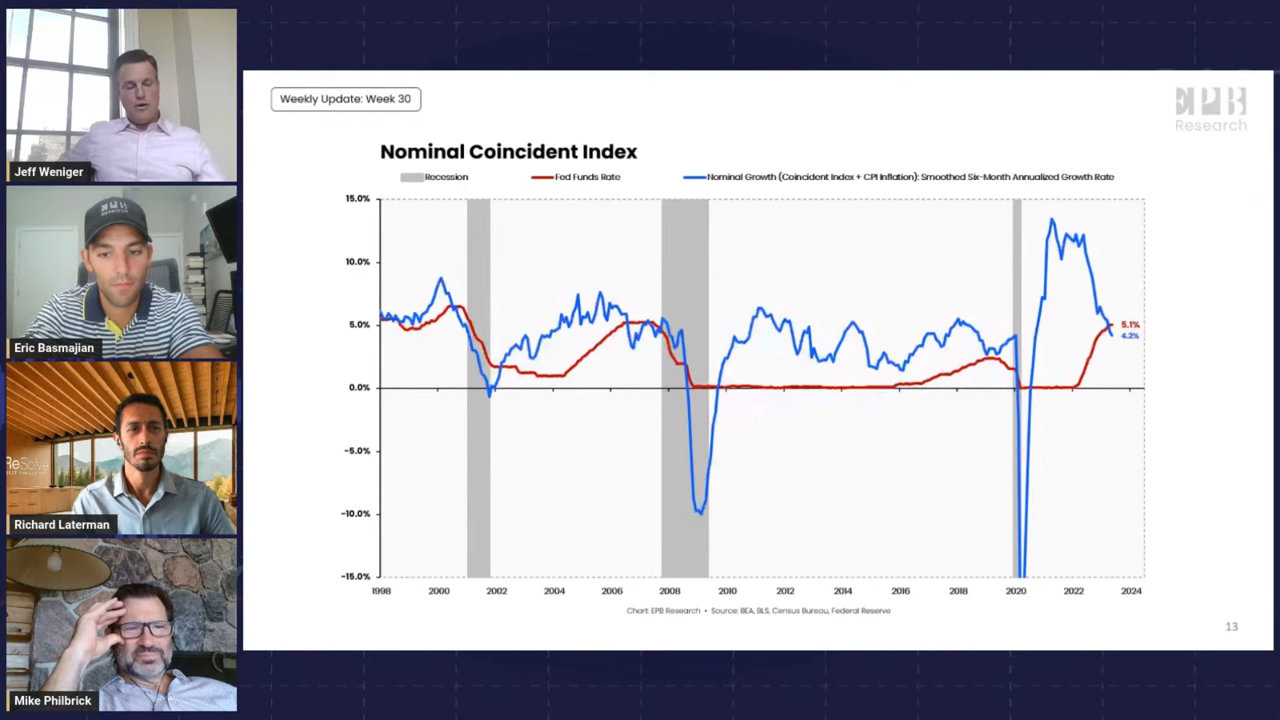 Jeff Weniger
Eric Basmajian
ReSolve
Richard Laterman
Mike Philbrick
Weekly Update: Week 30
EPB
Research
Nominal Coincident Index
Recession
Fed Funds Rate
Nominal Growth (Coincident Index + CPI Inflation): Smoothed Six-Month Annualized Growth Rate
15.0%
10.0%
5.0%
0.0%
-5.0%
-10.0%
-15.0%
5.1%
4.2%
1998 2000 2002 2004 2006 2008 2010 2012 2014 2016 2018 2020 2022 2024
Chart: EPB Research • Source: BEA, BLS, Census Bureau, Federal Reserve
13